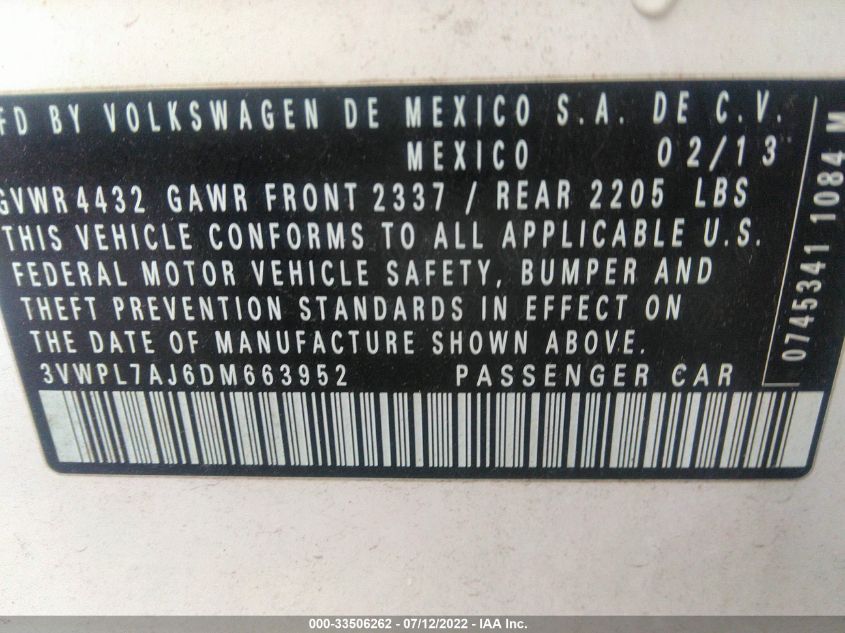 FD BY VOLKSWAGEN DE MEXICO S.A. DE C.V.
MEXICO 02/13
GVWR 4432 GAWR FRONT 2337 / REAR 2205 LBS
THIS VEHICLE CONFORMS TO ALL APPLICABLE U.S.
FEDERAL MOTOR VEHICLE SAFETY, BUMPER AND
THEFT PREVENTION STANDARDS IN EFFECT ON
THE DATE OF MANUFACTURE SHOWN ABOVE.
3VWPL7AJ6DM663952 PASSENGER CAR
0745341 1084 M
000-33506262 - 07/12/2022 - IAA Inc.